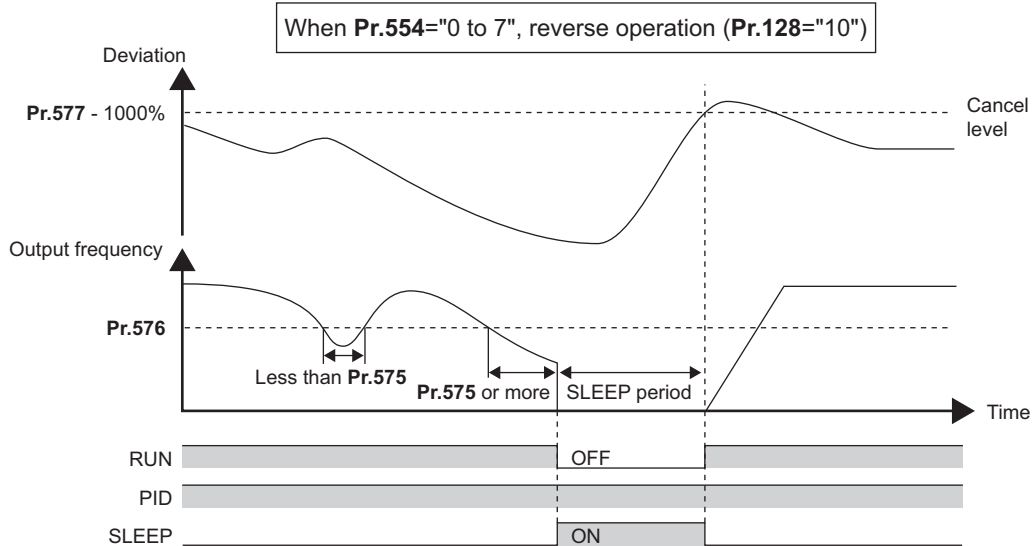 When Pr.554="0 to 7", reverse operation (Pr.128="10")
Deviation
Pr.577 - 1000%
Cancel
level
Output frequency
Pr.576
Less than Pr.575
Pr.575 or more
SLEEP period
Time
RUN
OFF
PID
SLEEP
ON